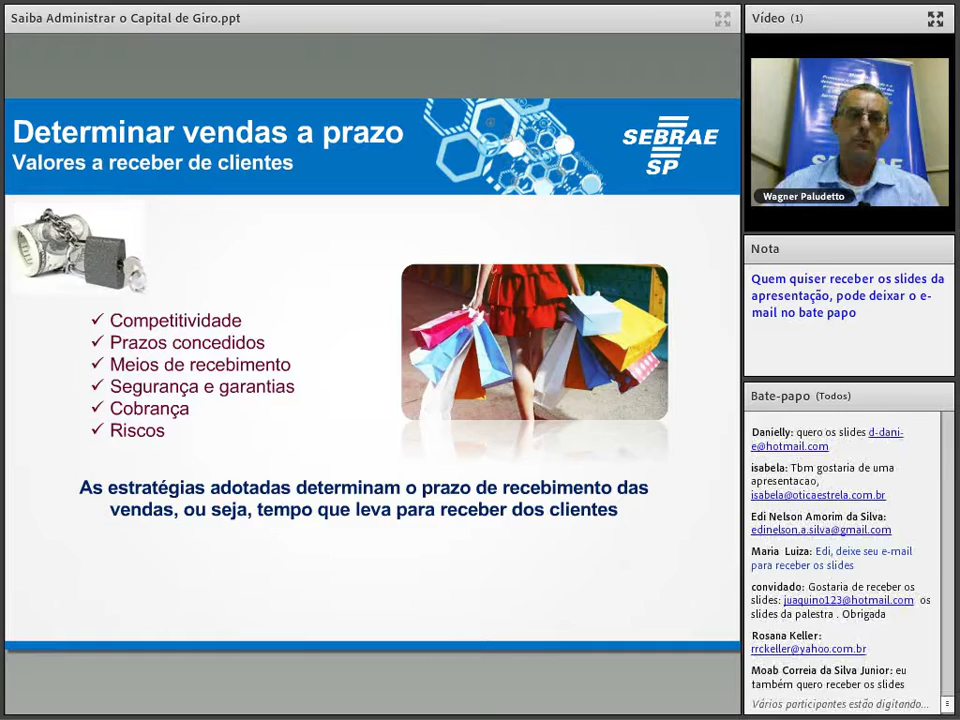 Saiba Administrar o Capital de Giro.ppt
Determinar vendas a prazo
Valores a receber de clientes
SEBRAE
SP
Competitividade
Prazos concedidos
Meios de recebimento
Segurança e garantias
Cobrança
Riscos
As estratégias adotadas determinam o prazo de recebimento das
vendas, ou seja, tempo que leva para receber dos clientes
Vídeo (1)
Wagner Paludetto
Nota
Quem quiser receber os slides da
apresentação, pode deixar o e-
mail no bate papo
Bate-papo (Todos)
Danielly: quero os slides d-dani-
e@hotmail.com
isabela: Tbm gostaria de uma
apresentacao,
isabela@oticaestrela.com.br
Edi Nelson Amorim da Silva:
edinelson.a.silva@gmail.com
Maria Luiza: Edi, deixe seu e-mail
para receber os slides
convidado: Gostaria de receber os
slides: juaquino123@hotmail.com os
slides da palestra . Obrigada
Rosana Keller:
rrckeller@yahoo.com.br
Moab Correia da Silva Junior: eu
também quero receber os slides
Vários participantes estão digitando...